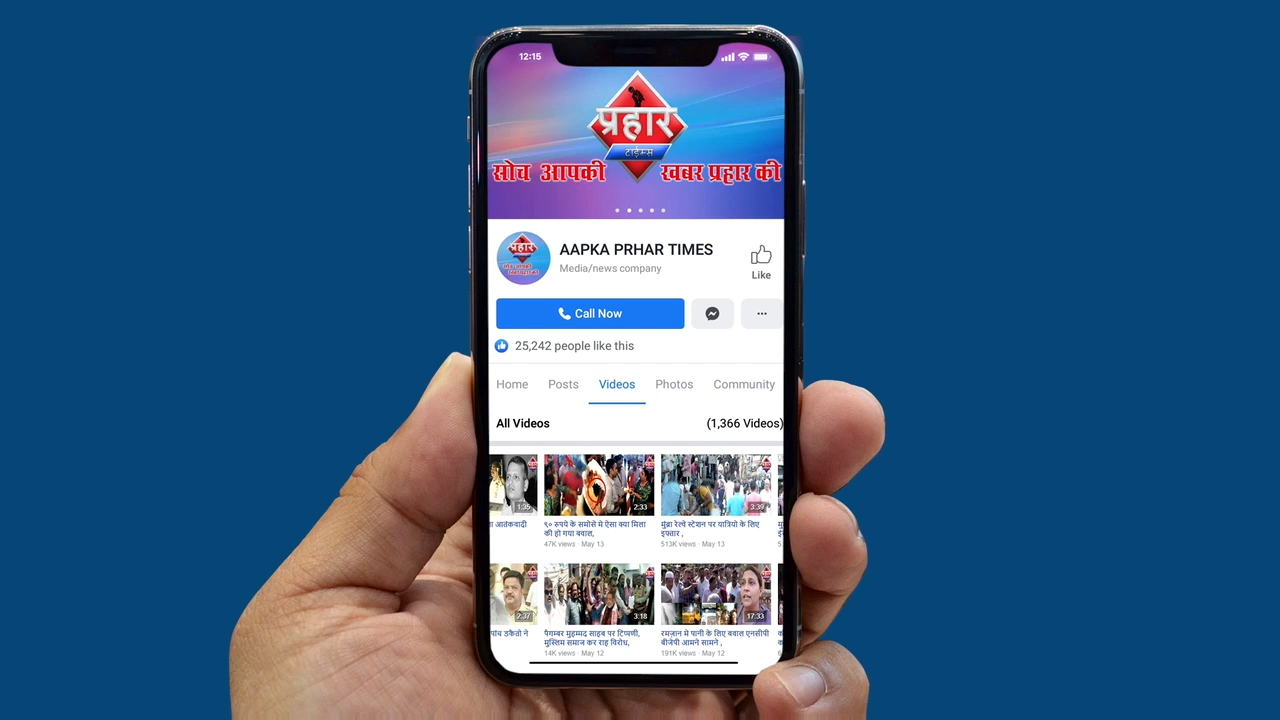 12:15
प्रहार
टाईम्स
सोच आपकी खबर प्रहार की
प्रहार
AAPKA PRHAR TIMES
Media/news company
Like
Call Now
25,242 people like this
Home Posts Videos Photos Community
All Videos (1,366 Videos)
1:35 2:33 3:39
आतंकवादी
९० रुपये के समोसे मे ऐसा क्या मिला
की हो गया बवाल,
47K views · May 13
मुंब्रा रेल्वे स्टेशन पर यात्रियो के लिए
इफ्तार ,
513K views · May 13
2:37 3:18 17:33
पांच डकैतो ने
पैगम्बर मुहम्मद साहब पर टिप्पणी,
मुस्लिम समाज कर राह विरोध,
14K views · May 12
रमज़ान मे पानी के लिए बवाल एनसीपी
बीजेपी आमने सामने ,
191K views · May 12